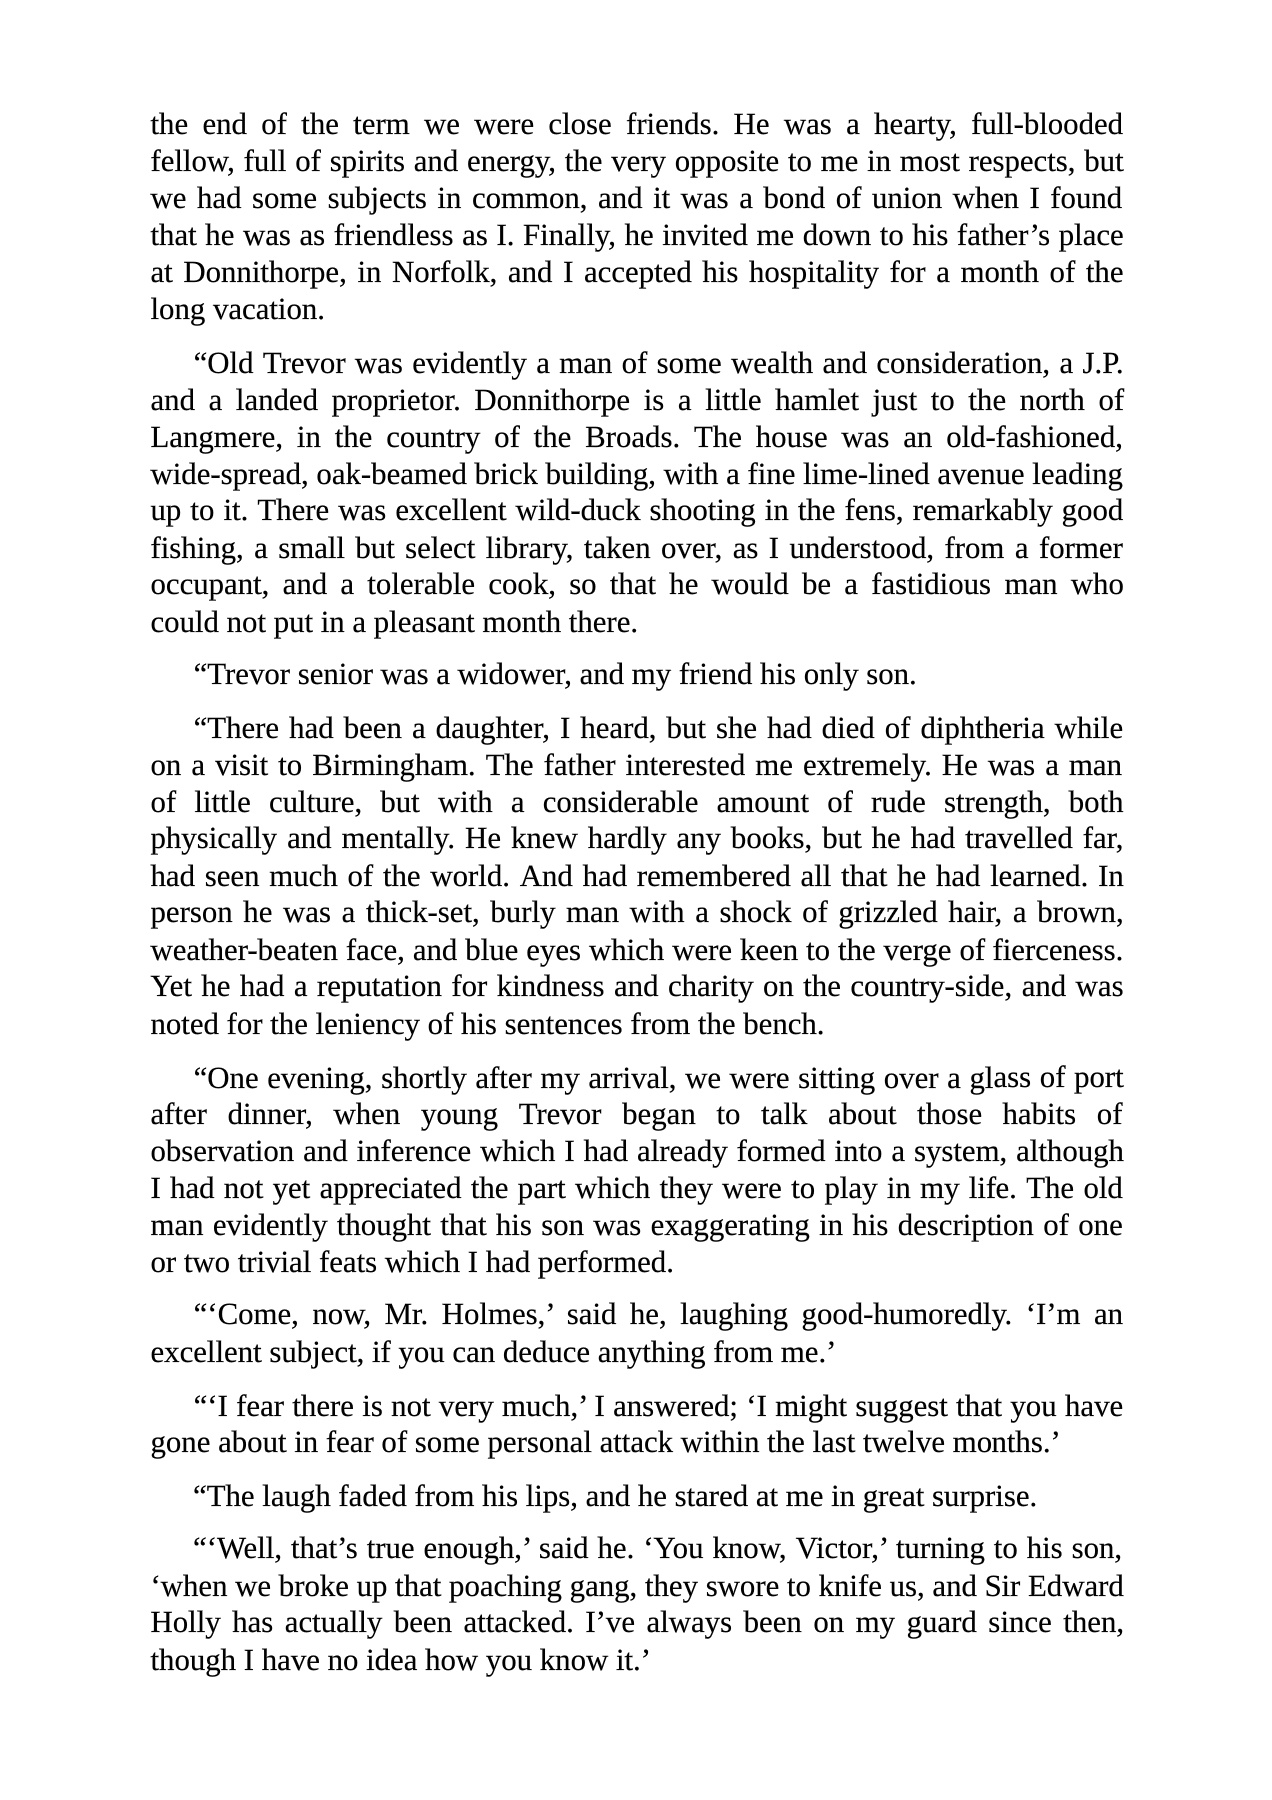 the end of the term we were close friends. He was a hearty, full-blooded
fellow, full of spirits and energy, the very opposite to me in most respects, but
we had some subjects in common, and it was a bond of union when I found
that he was as friendless as I. Finally, he invited me down to his father’s place
at Donnithorpe, in Norfolk, and I accepted his hospitality for a month of the
long vacation.
“Old Trevor was evidently a man of some wealth and consideration, a J.P.
and a landed proprietor. Donnithorpe is a little hamlet just to the north of
Langmere, in the country of the Broads. The house was an old-fashioned,
wide-spread, oak-beamed brick building, with a fine lime-lined avenue leading
up to it. There was excellent wild-duck shooting in the fens, remarkably good
fishing, a small but select library, taken over, as I understood, from a former
occupant, and a tolerable cook, so that he would be a fastidious man who
could not put in a pleasant month there.
“Trevor senior was a widower, and my friend his only son.
“There had been a daughter, I heard, but she had died of diphtheria while
on a visit to Birmingham. The father interested me extremely. He was a man
of little culture, but with a considerable amount of rude strength, both
physically and mentally. He knew hardly any books, but he had travelled far,
had seen much of the world. And had remembered all that he had learned. In
person he was a thick-set, burly man with a shock of grizzled hair, a brown,
weather-beaten face, and blue eyes which were keen to the verge of fierceness.
Yet he had a reputation for kindness and charity on the country-side, and was
noted for the leniency of his sentences from the bench.
“One evening, shortly after my arrival, we were sitting over a glass of port
after dinner, when young Trevor began to talk about those habits of
observation and inference which I had already formed into a system, although
I had not yet appreciated the part which they were to play in my life. The old
man evidently thought that his son was exaggerating in his description of one
or two trivial feats which I had performed.
“‘Come, now, Mr. Holmes,’ said he, laughing good-humoredly. ‘I’m an
excellent subject, if you can deduce anything from me.’
“‘I fear there is not very much,’ I answered; ‘I might suggest that you have
gone about in fear of some personal attack within the last twelve months.’
“The laugh faded from his lips, and he stared at me in great surprise.
“‘Well, that’s true enough,’ said he. ‘You know, Victor,’ turning to his son,
‘when we broke up that poaching gang, they swore to knife us, and Sir Edward
Holly has actually been attacked. I’ve always been on my guard since then,
though I have no idea how you know it.’